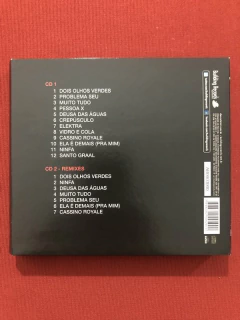 CD 1
1 DOIS OLHOS VERDES
2 PROBLEMA SEU
3 MUITO TUDO
4 PESSOA X
5 DEUSA DAS ÁGUAS
6 CREPÚSCULO
7 ELEKTRA
8 VIDRO E COLA
9 CASSINO ROYALE
10 ELA É DEMAIS (PRA MIM)
11 NINFA
12 SANTO GRAAL
CD 2 - REMIXES
1 DOIS OLHOS VERDES
2 NINFA
3 DEUSA DAS ÁGUAS
4 MUITO TUDO
5 PROBLEMA SEU
6 ELA É DEMAIS (PRA MIM)
7 CASSINO ROYALE